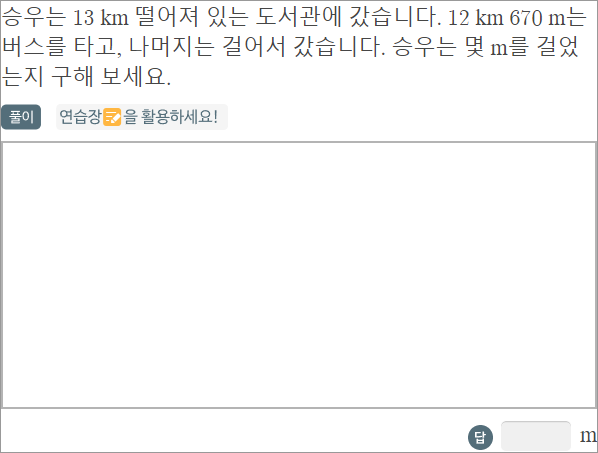 승우는 13 km 떨어져 있는 도서관에 갔습니다. 12 km 670 m는
버스를 타고, 나머지는 걸어서 갔습니다. 승우는 몇 m를 걸었
는지 구해 보세요.
풀이 연습장을 활용하세요!
답 m